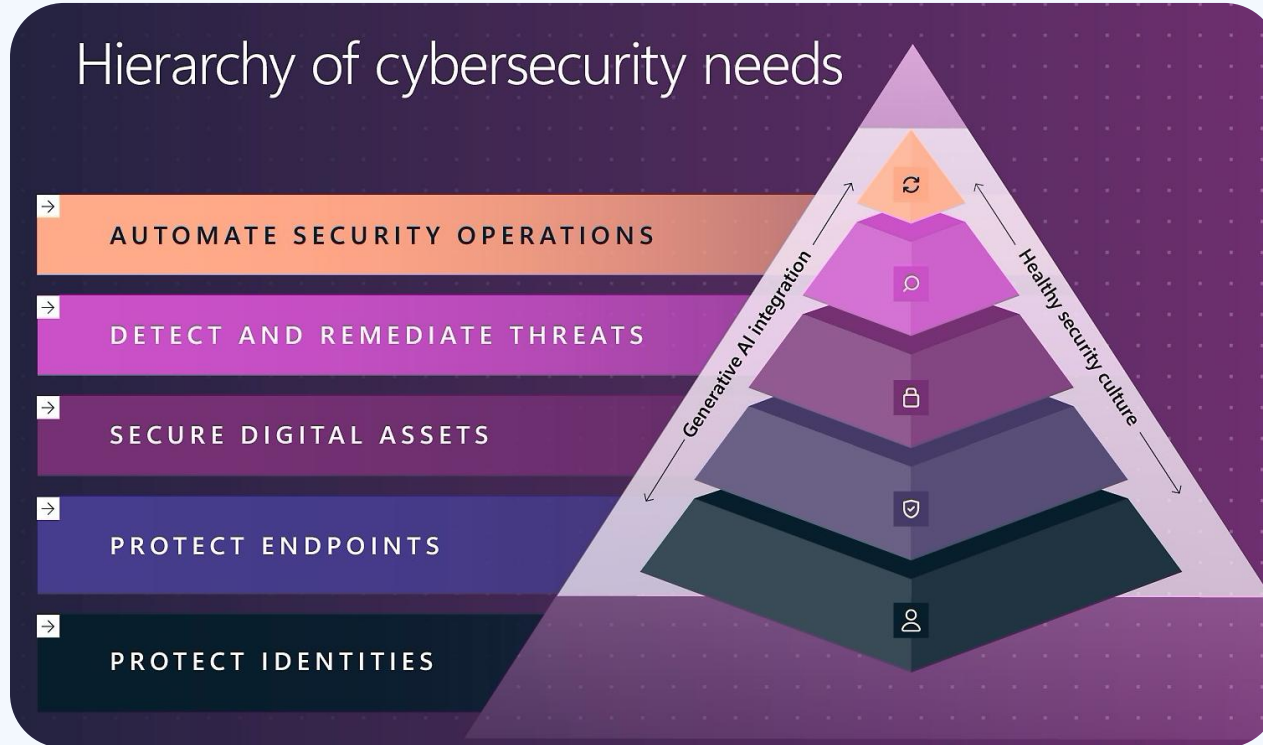 Hierarchy of cybersecurity needs
AUTOMATE SECURITY OPERATIONS
DETECT AND REMEDIATE THREATS
SECURE DIGITAL ASSETS
PROTECT ENDPOINTS
PROTECT IDENTITIES
Generative AI integration
Healthy security culture